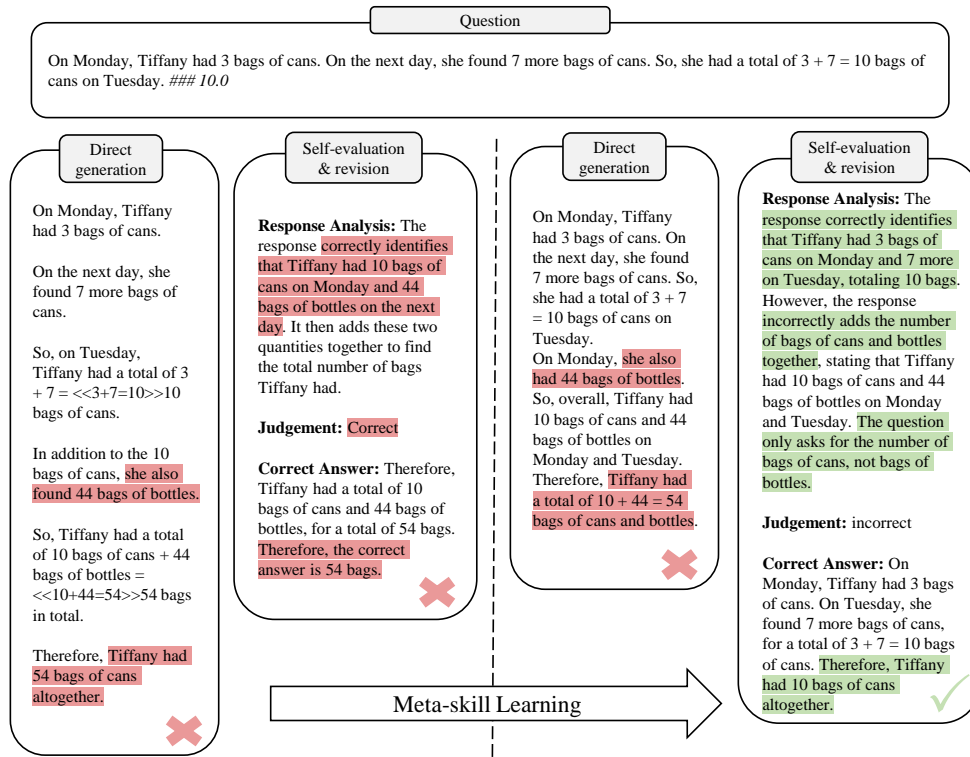 Question
On Monday, Tiffany had 3 bags of cans. On the next day, she found 7 more bags of cans. So, she had a total of 3 + 7 = 10 bags of
cans on Tuesday. ### 10.0
Direct
generation
On Monday, Tiffany
had 3 bags of cans.
On the next day, she
found 7 more bags of
cans.
So, on Tuesday,
Tiffany had a total of 3
+ 7 = <<3+7=10>>10
bags of cans.
In addition to the 10
bags of cans, she also
found 44 bags of bottles.
So, Tiffany had a total
of 10 bags of cans + 44
bags of bottles =
<<10+44=54>>54 bags
in total.
Therefore, Tiffany had
54 bags of cans
altogether.
Self-evaluation
& revision
Response Analysis: The
response correctly identifies
that Tiffany had 10 bags of
cans on Monday and 44
bags of bottles on the next
day. It then adds these two
quantities together to find
the total number of bags
Tiffany had.
Judgement: Correct
Correct Answer: Therefore,
Tiffany had a total of 10
bags of cans and 44 bags of
bottles, for a total of 54 bags.
Therefore, the correct
answer is 54 bags.
Direct
generation
On Monday, Tiffany
had 3 bags of cans. On
the next day, she found
7 more bags of cans. So,
she had a total of 3 + 7
= 10 bags of cans on
Tuesday.
On Monday, she also
had 44 bags of bottles.
So, overall, Tiffany had
10 bags of cans and 44
bags of bottles on
Monday and Tuesday.
Therefore, Tiffany had
a total of 10 + 44 = 54
bags of cans and bottles.
Self-evaluation
& revision
Response Analysis: The
response correctly identifies
that Tiffany had 3 bags of
cans on Monday and 7 more
on Tuesday, totaling 10 bags.
However, the response
incorrectly adds the number
of bags of cans and bottles
together, stating that Tiffany
had 10 bags of cans and 44
bags of bottles on Monday
and Tuesday. The question
only asks for the number of
bags of cans, not bags of
bottles.
Judgement: incorrect
Correct Answer: On
Monday, Tiffany had 3 bags
of cans. On Tuesday, she
found 7 more bags of cans,
for a total of 3 + 7 = 10 bags
of cans. Therefore, Tiffany
had 10 bags of cans
altogether.
Meta-skill Learning